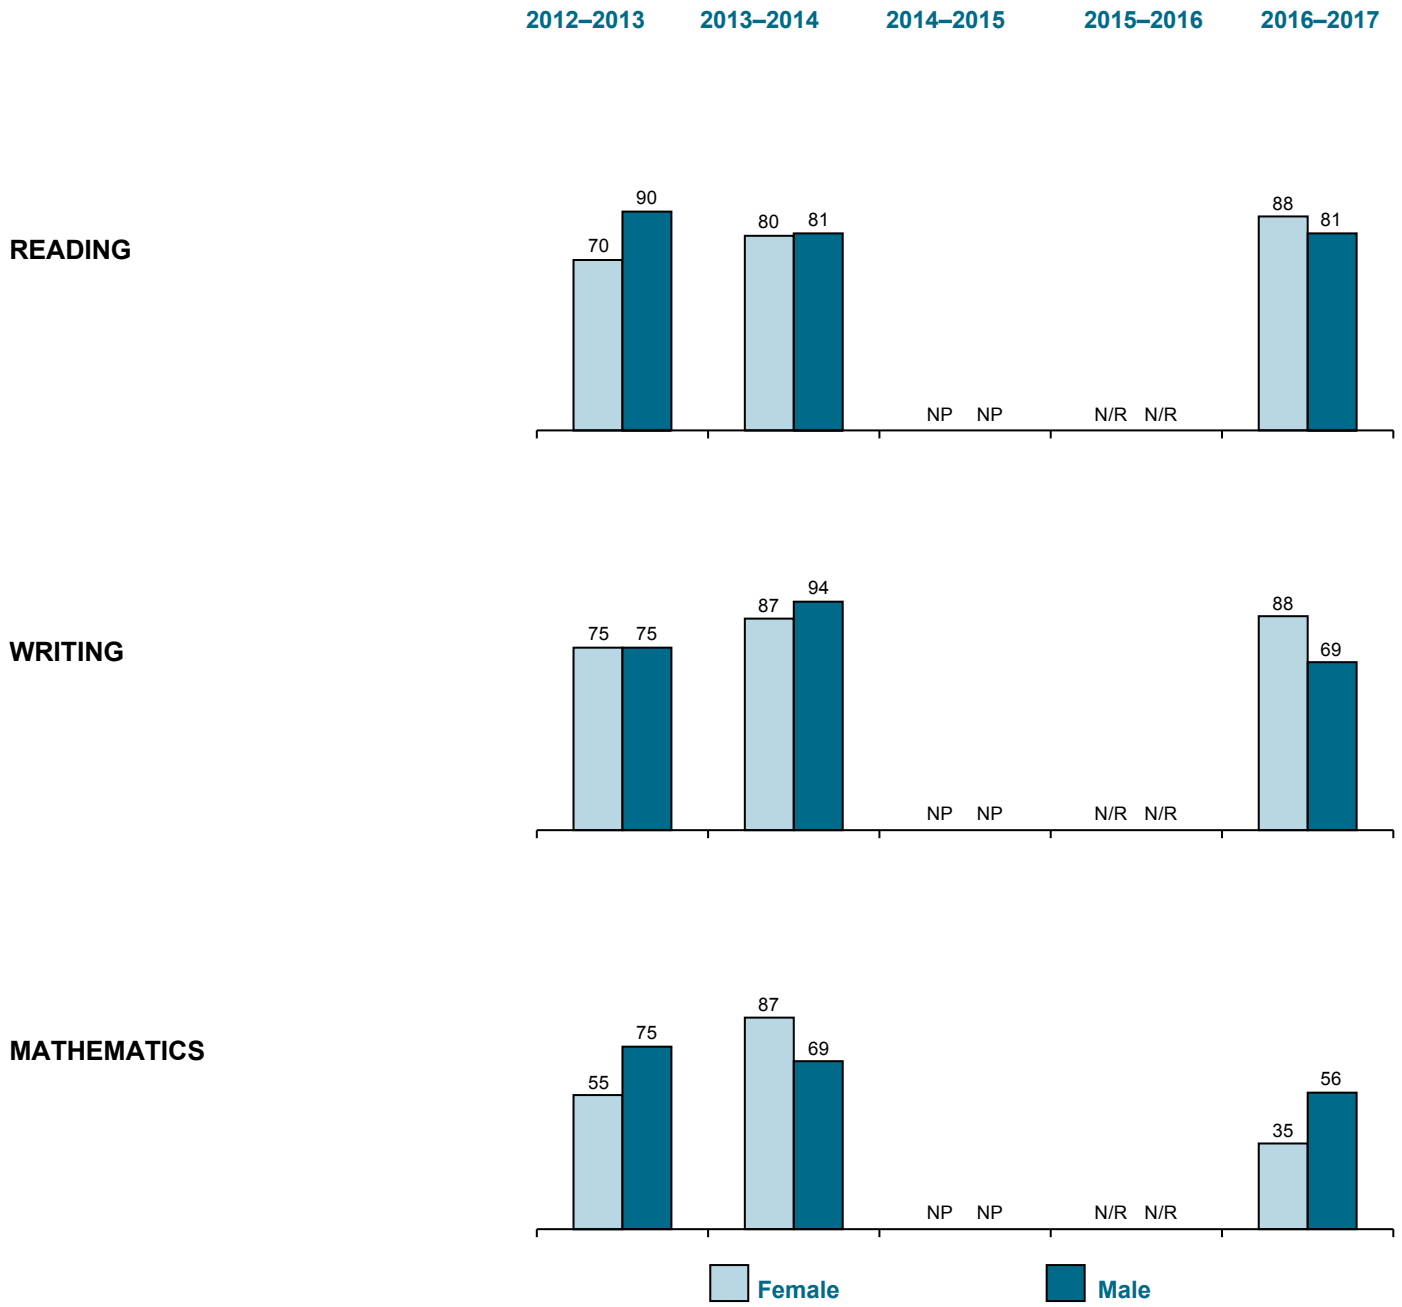 2012–2013 2013–2014 2014–2015 2015–2016 2016–2017
READING
70 90 80 81 NP NP N/R N/R 88 81
WRITING
75 75 87 94 NP NP N/R N/R 88 69
MATHEMATICS
55 75 87 69 NP NP N/R N/R 35 56
Female Male